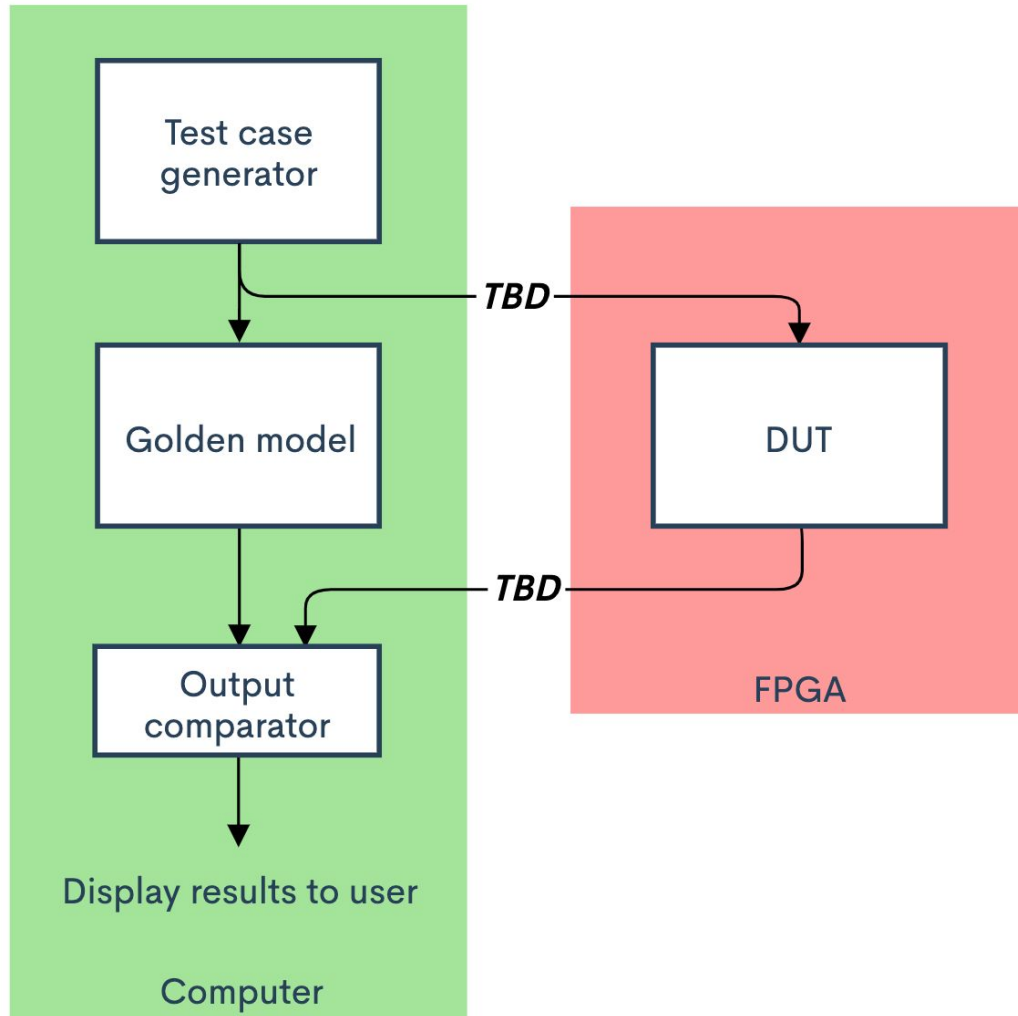 Test case
generator
TBD
Golden model
DUT
TBD
Output
comparator
FPGA
Display results to user
Computer